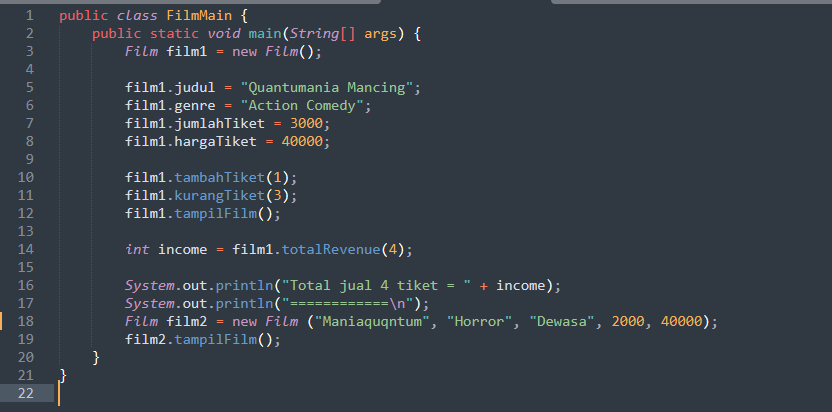 1 public class FilmMain {
2 public static void main(String[] args) {
3 Film film1 = new Film();
4
5 film1.judul = "Quantumania Mancing";
6 film1.genre = "Action Comedy";
7 film1.jumlahTiket = 3000;
8 film1.hargaTiket = 40000;
9
10 film1.tambahTiket(1);
11 film1.kurangTiket(3);
12 film1.tampilFilm();
13
14 int income = film1.totalRevenue(4);
15
16 System.out.println("Total jual 4 tiket = " + income);
17 System.out.println("============\n");
18 Film film2 = new Film ("Maniaquqntum", "Horror", "Dewasa", 2000, 40000);
19 film2.tampilFilm();
20 }
21 }
22